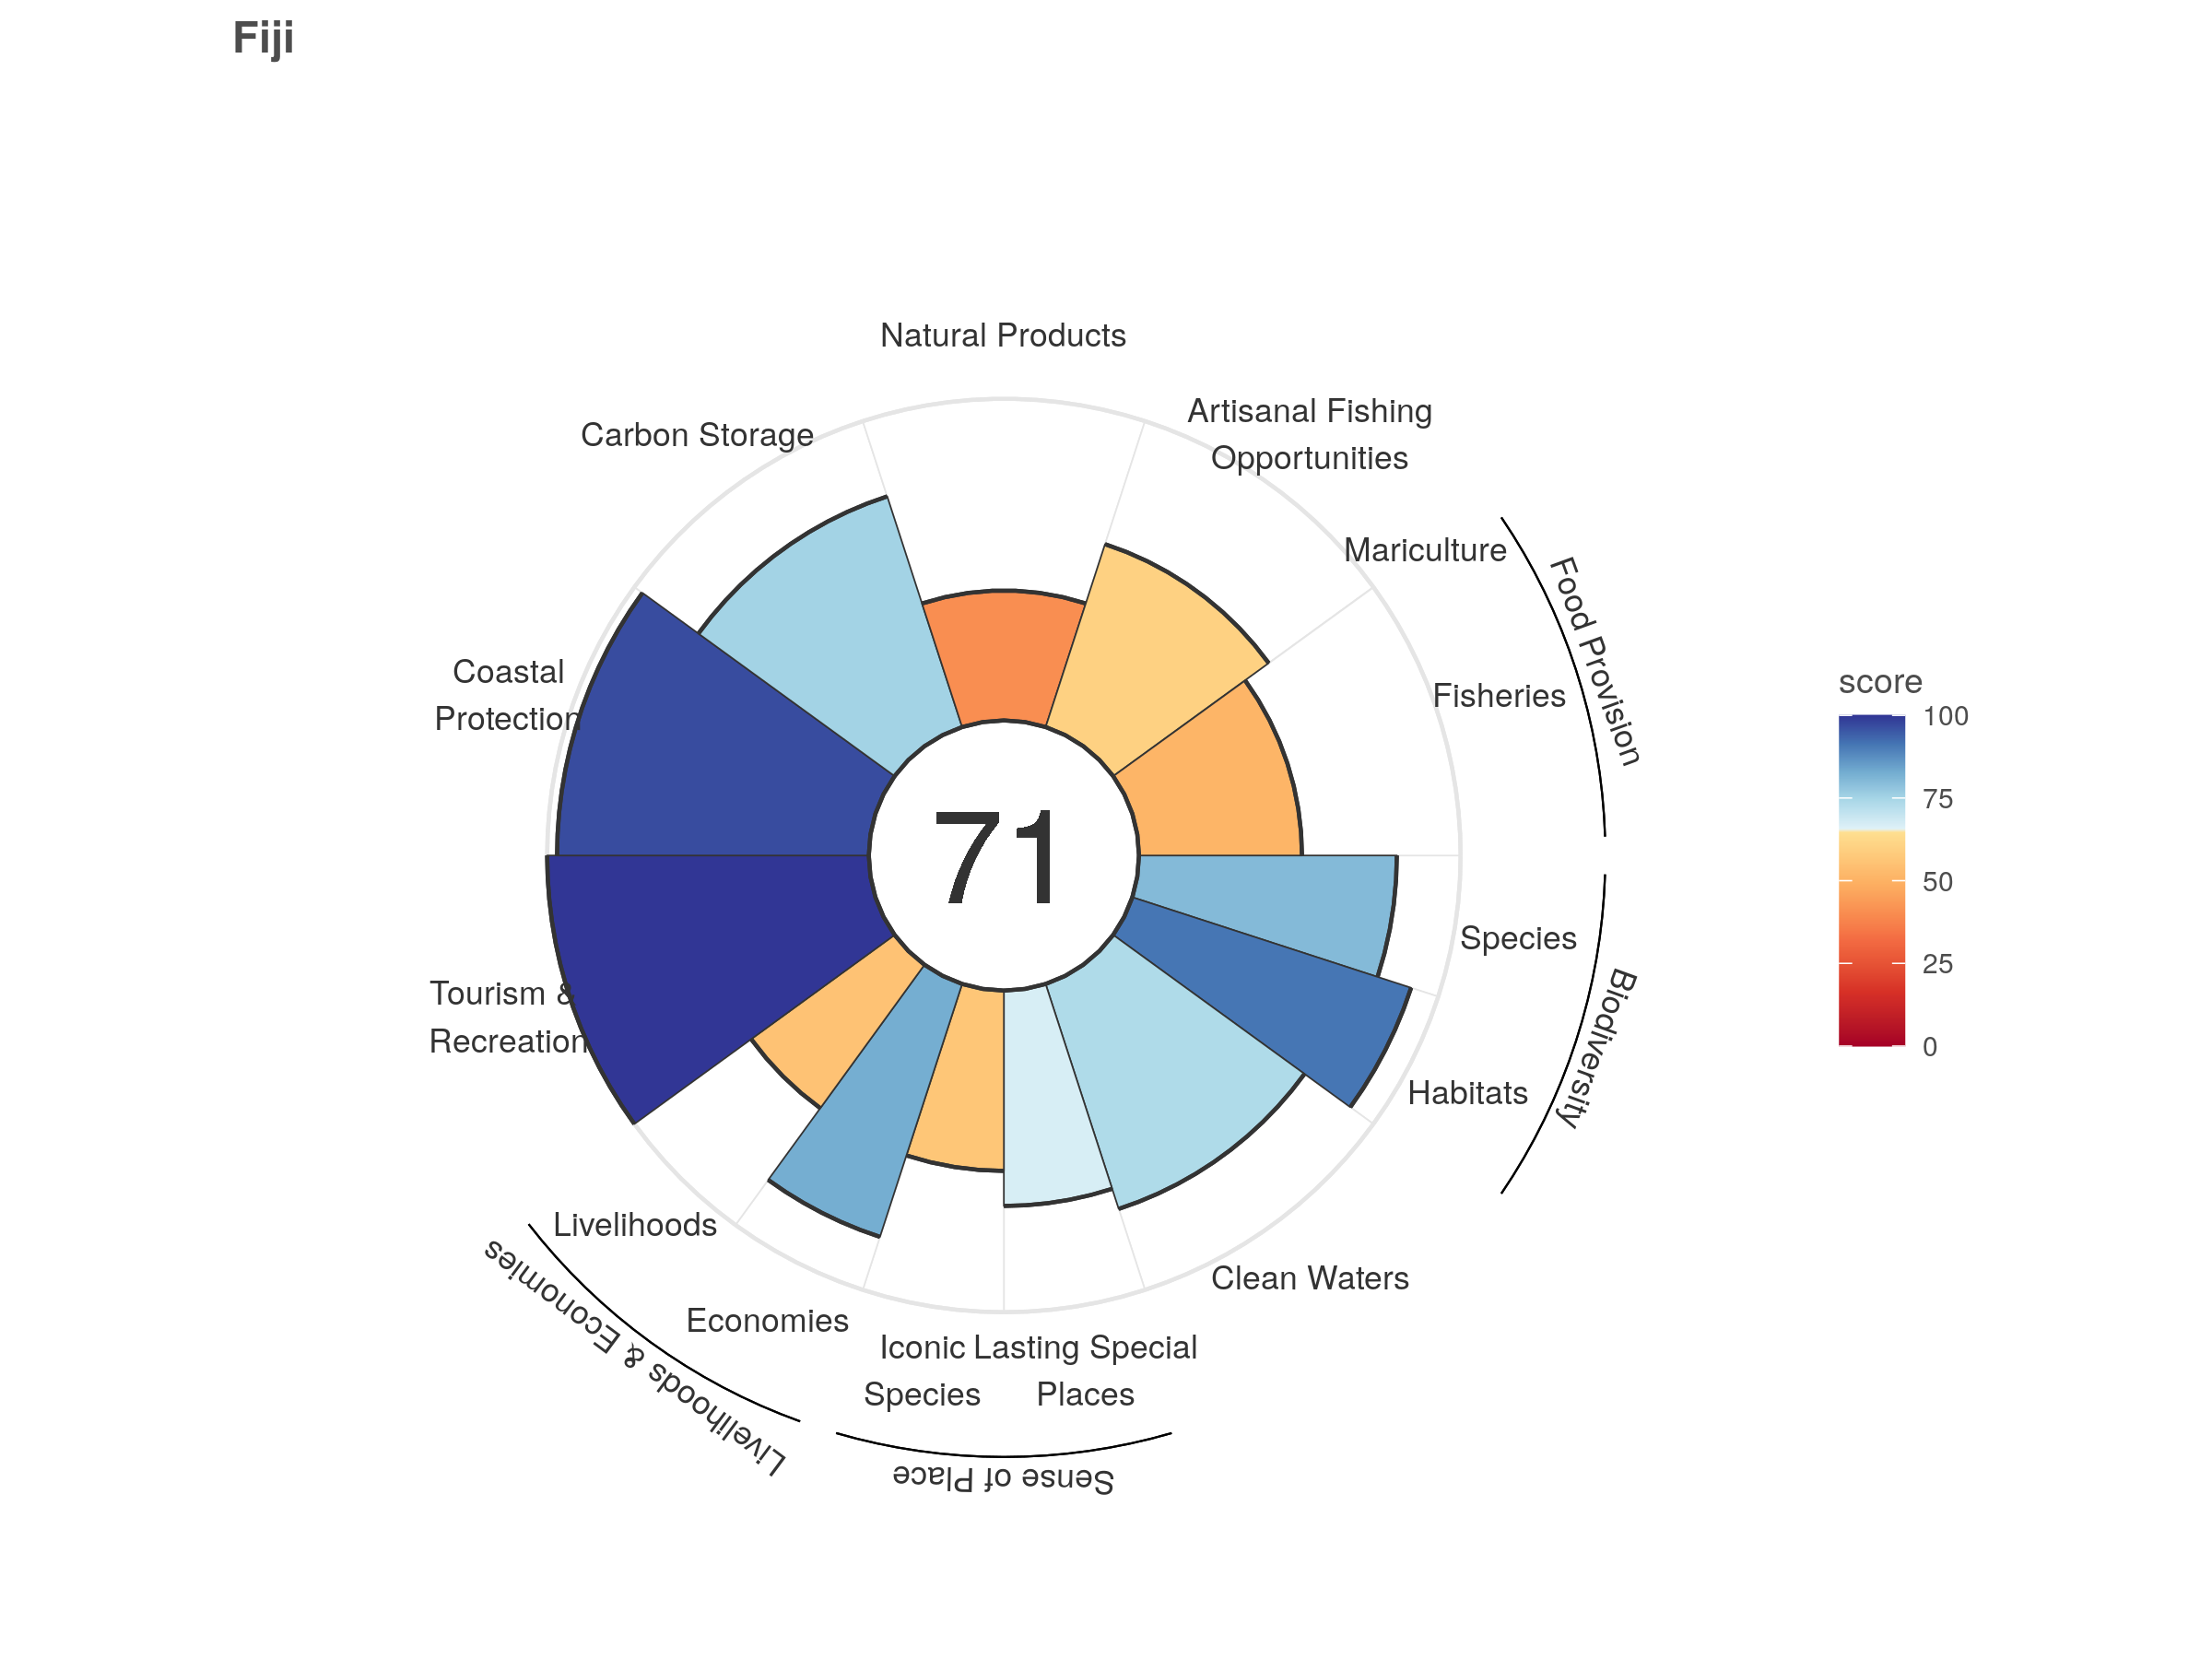 Fiji
Natural Products
Artisanal Fishing
Opportunities
Carbon Storage
Mariculture
Food Provision
Fisheries
Coastal
Protection
score
100
75
50
25
0
71
Species
Biodiversity
Habitats
Tourism &
Recreation
Livelihoods
Livelihoods & Economies
Economies
Clean Waters
Iconic
Species
Lasting Special
Places
Sense of Place